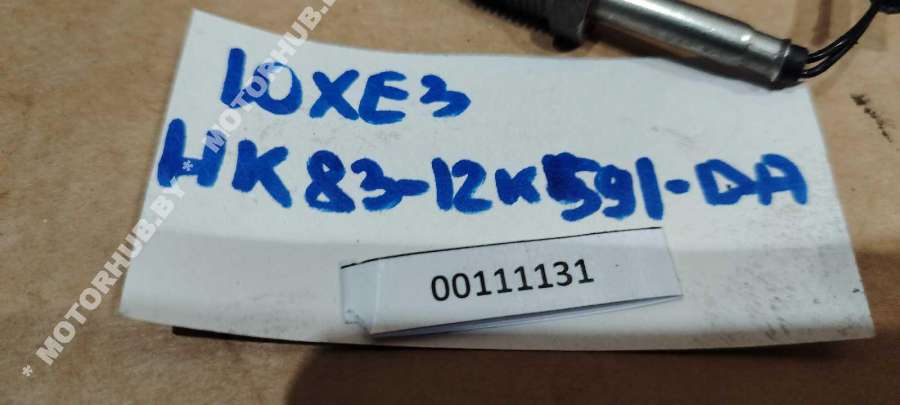 10XE3
HK83-12K591-DA
00111131
* MOTORHUB.BY * MOTORHUB.BY